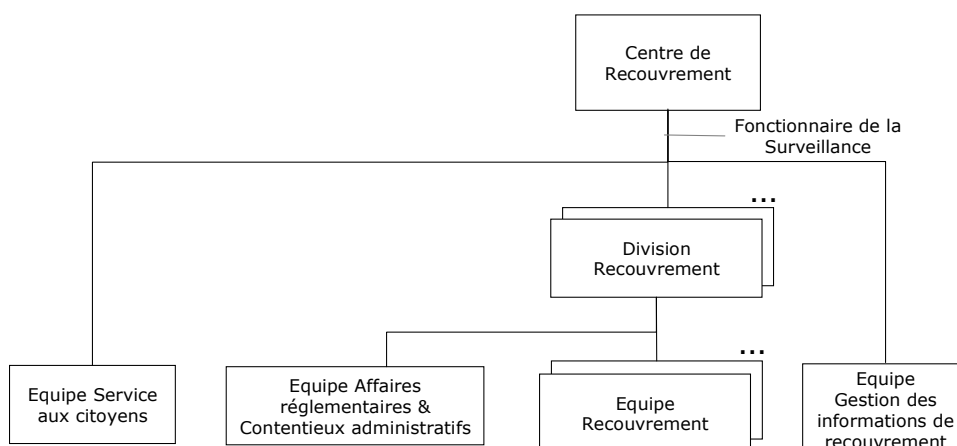 Centre de
Recouvrement
Fonctionnaire de la
Surveillance
...
Division
Recouvrement
...
Equipe Service
aux citoyens
Equipe Affaires
réglementaires &
Contentieux administratifs
Equipe
Recouvrement
Equipe
Gestion des
informations de
recouvrement